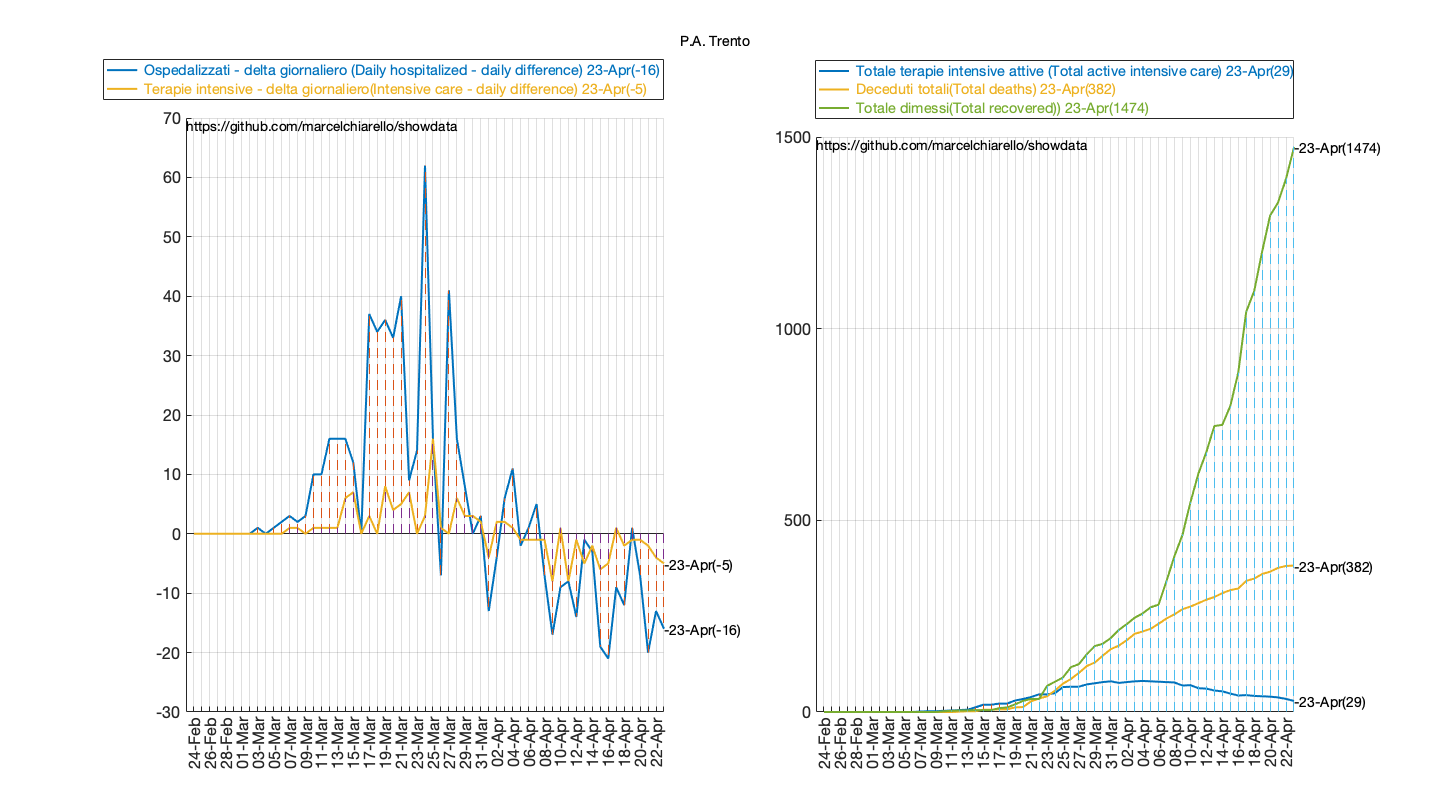 P.A. Trento
Ospedalizzati - delta giornaliero (Daily hospitalized - daily difference) 23-Apr(-16)
Terapie intensive - delta giornaliero(Intensive care - daily difference) 23-Apr(-5)
https://github.com/marcelchiarello/showdata
70
60
50
40
30
20
10
0
-10
-20
-30
-23-Apr(-5)
-23-Apr(-16)
24-Feb
26-Feb
28-Feb
01-Mar
03-Mar
05-Mar
07-Mar
09-Mar
11-Mar
13-Mar
15-Mar
17-Mar
19-Mar
21-Mar
23-Mar
25-Mar
27-Mar
29-Mar
31-Mar
02-Apr
04-Apr
06-Apr
08-Apr
10-Apr
12-Apr
14-Apr
16-Apr
18-Apr
20-Apr
22-Apr
Totale terapie intensive attive (Total active intensive care) 23-Apr(29)
Deceduti totali(Total deaths) 23-Apr(382)
Totale dimessi(Total recovered)) 23-Apr(1474)
https://github.com/marcelchiarello/showdata
1500
1000
500
0
-23-Apr(1474)
-23-Apr(382)
-23-Apr(29)
24-Feb
26-Feb
28-Feb
01-Mar
03-Mar
05-Mar
07-Mar
09-Mar
11-Mar
13-Mar
15-Mar
17-Mar
19-Mar
21-Mar
23-Mar
25-Mar
27-Mar
29-Mar
31-Mar
02-Apr
04-Apr
06-Apr
08-Apr
10-Apr
12-Apr
14-Apr
16-Apr
18-Apr
20-Apr
22-Apr